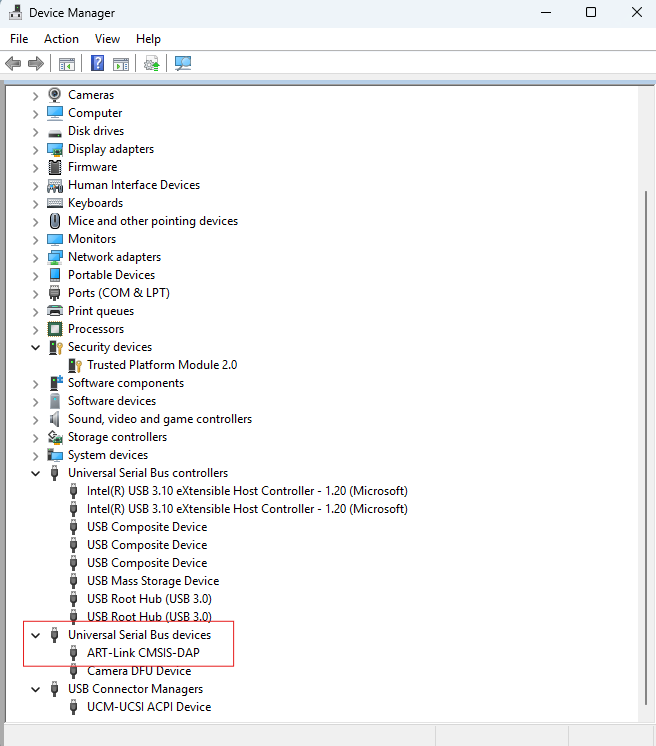 Device Manager
File Action View Help
Cameras
Computer
Disk drives
Display adapters
Firmware
Human Interface Devices
Keyboards
Mice and other pointing devices
Monitors
Network adapters
Portable Devices
Ports (COM & LPT)
Print queues
Processors
Security devices
Trusted Platform Module 2.0
Software components
Software devices
Sound, video and game controllers
Storage controllers
System devices
Universal Serial Bus controllers
Intel(R) USB 3.10 eXtensible Host Controller - 1.20 (Microsoft)
Intel(R) USB 3.10 eXtensible Host Controller - 1.20 (Microsoft)
USB Composite Device
USB Composite Device
USB Composite Device
USB Mass Storage Device
USB Root Hub (USB 3.0)
USB Root Hub (USB 3.0)
Universal Serial Bus devices
ART-Link CMSIS-DAP
Camera DFU Device
USB Connector Managers
UCM-UCSI ACPI Device